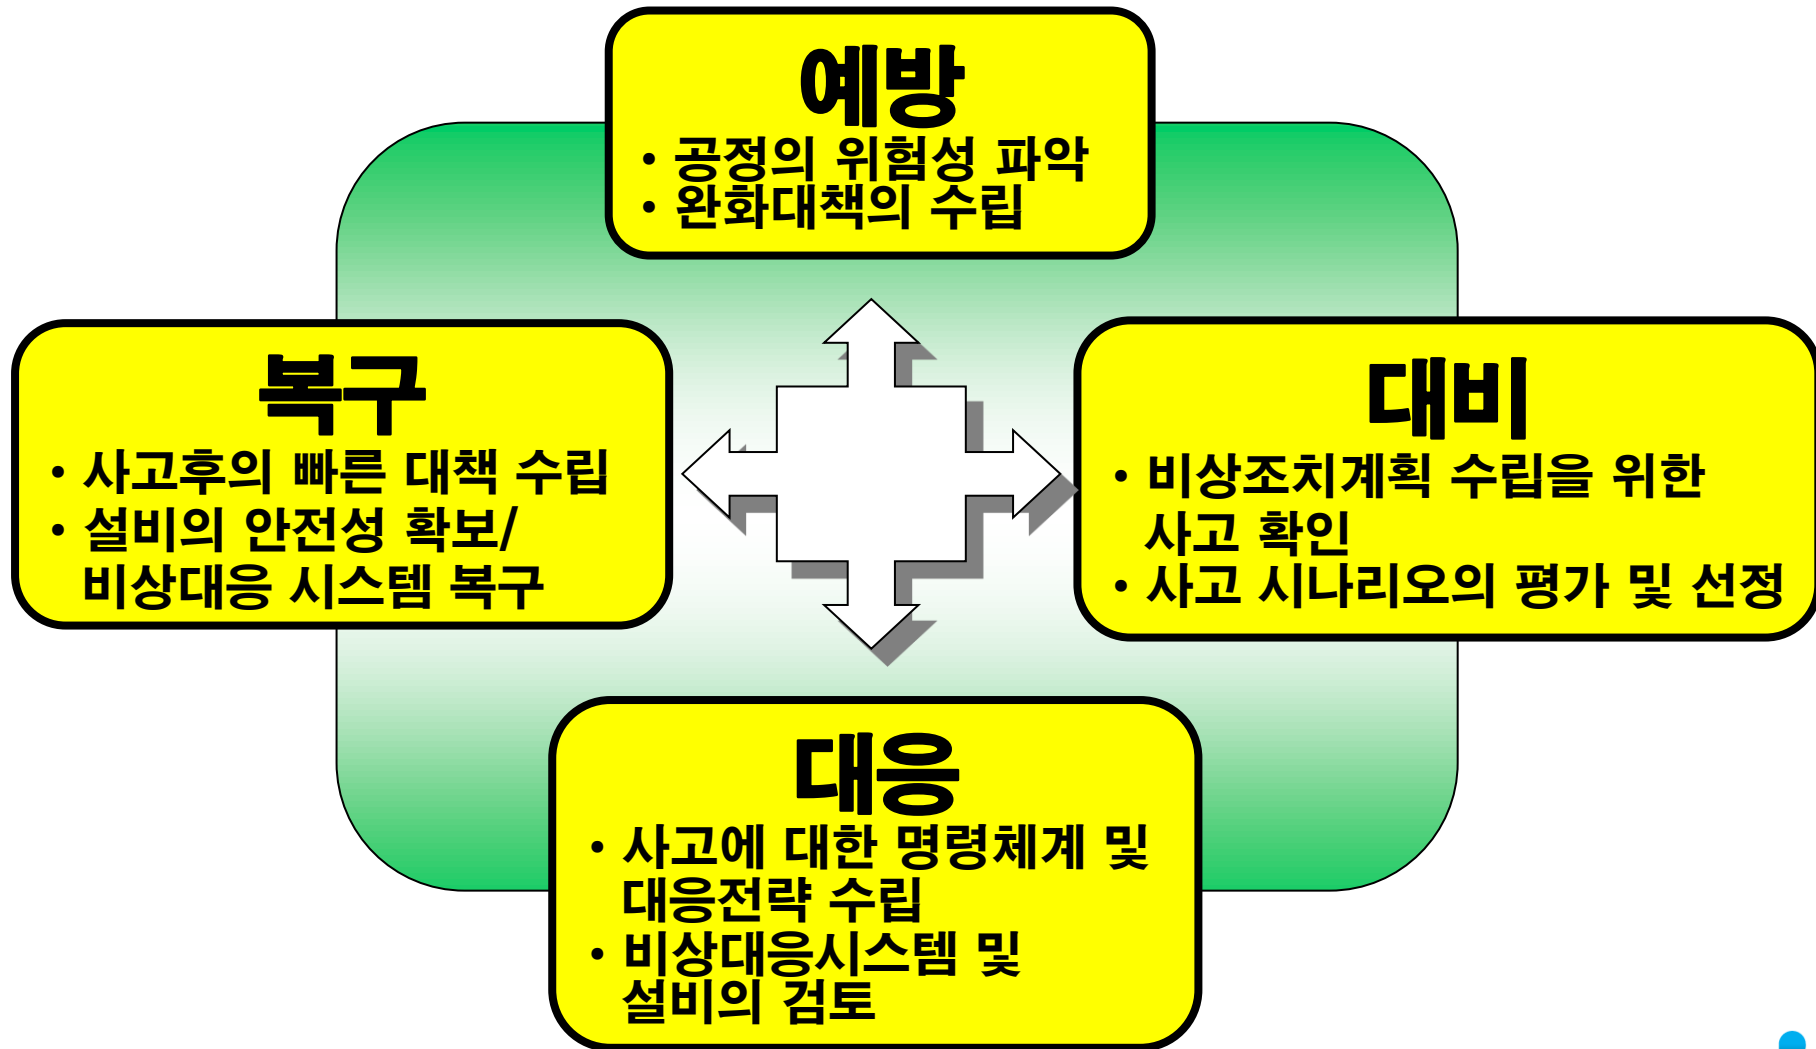 예방
• 공정의 위험성 파악
• 완화대책의 수립
복구
• 사고후의 빠른 대책 수립
• 설비의 안전성 확보/
비상대응 시스템 복구
대비
• 비상조치계획 수립을 위한
사고 확인
• 사고 시나리오의 평가 및 선정
대응
• 사고에 대한 명령체계 및
대응전략 수립
• 비상대응시스템 및
설비의 검토